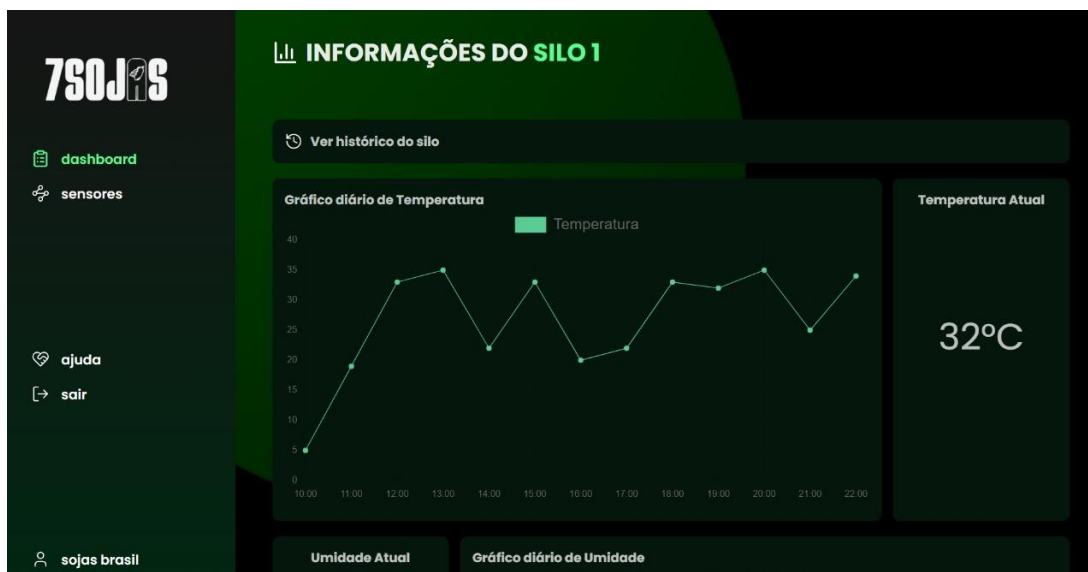 7SOJAS
dashboard
sensores
ajuda
sair
sojas brasil
INFORMAÇÕES DO SILO 1
Ver histórico do silo
Gráfico diário de Temperatura
Temperatura
40
35
30
25
20
15
10
5
0
10:00 11:00 12:00 13:00 14:00 15:00 16:00 17:00 18:00 19:00 20:00 21:00 22:00
Temperatura Atual
32°C
Umidade Atual
Gráfico diário de Umidade